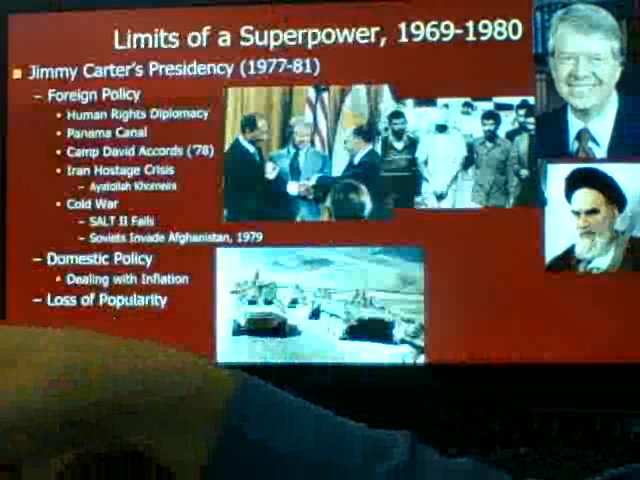 Limits of a Superpower, 1969-1980
Jimmy Carter's Presidency (1977-81)
– Foreign Policy
• Human Rights Diplomacy
• Panama Canal
• Camp David Accords ('78)
• Iran Hostage Crisis
– Ayatollah Khomeini
• Cold War
– SALT II Fails
– Soviets Invade Afghanistan, 1979
– Domestic Policy
• Dealing with Inflation
– Loss of Popularity